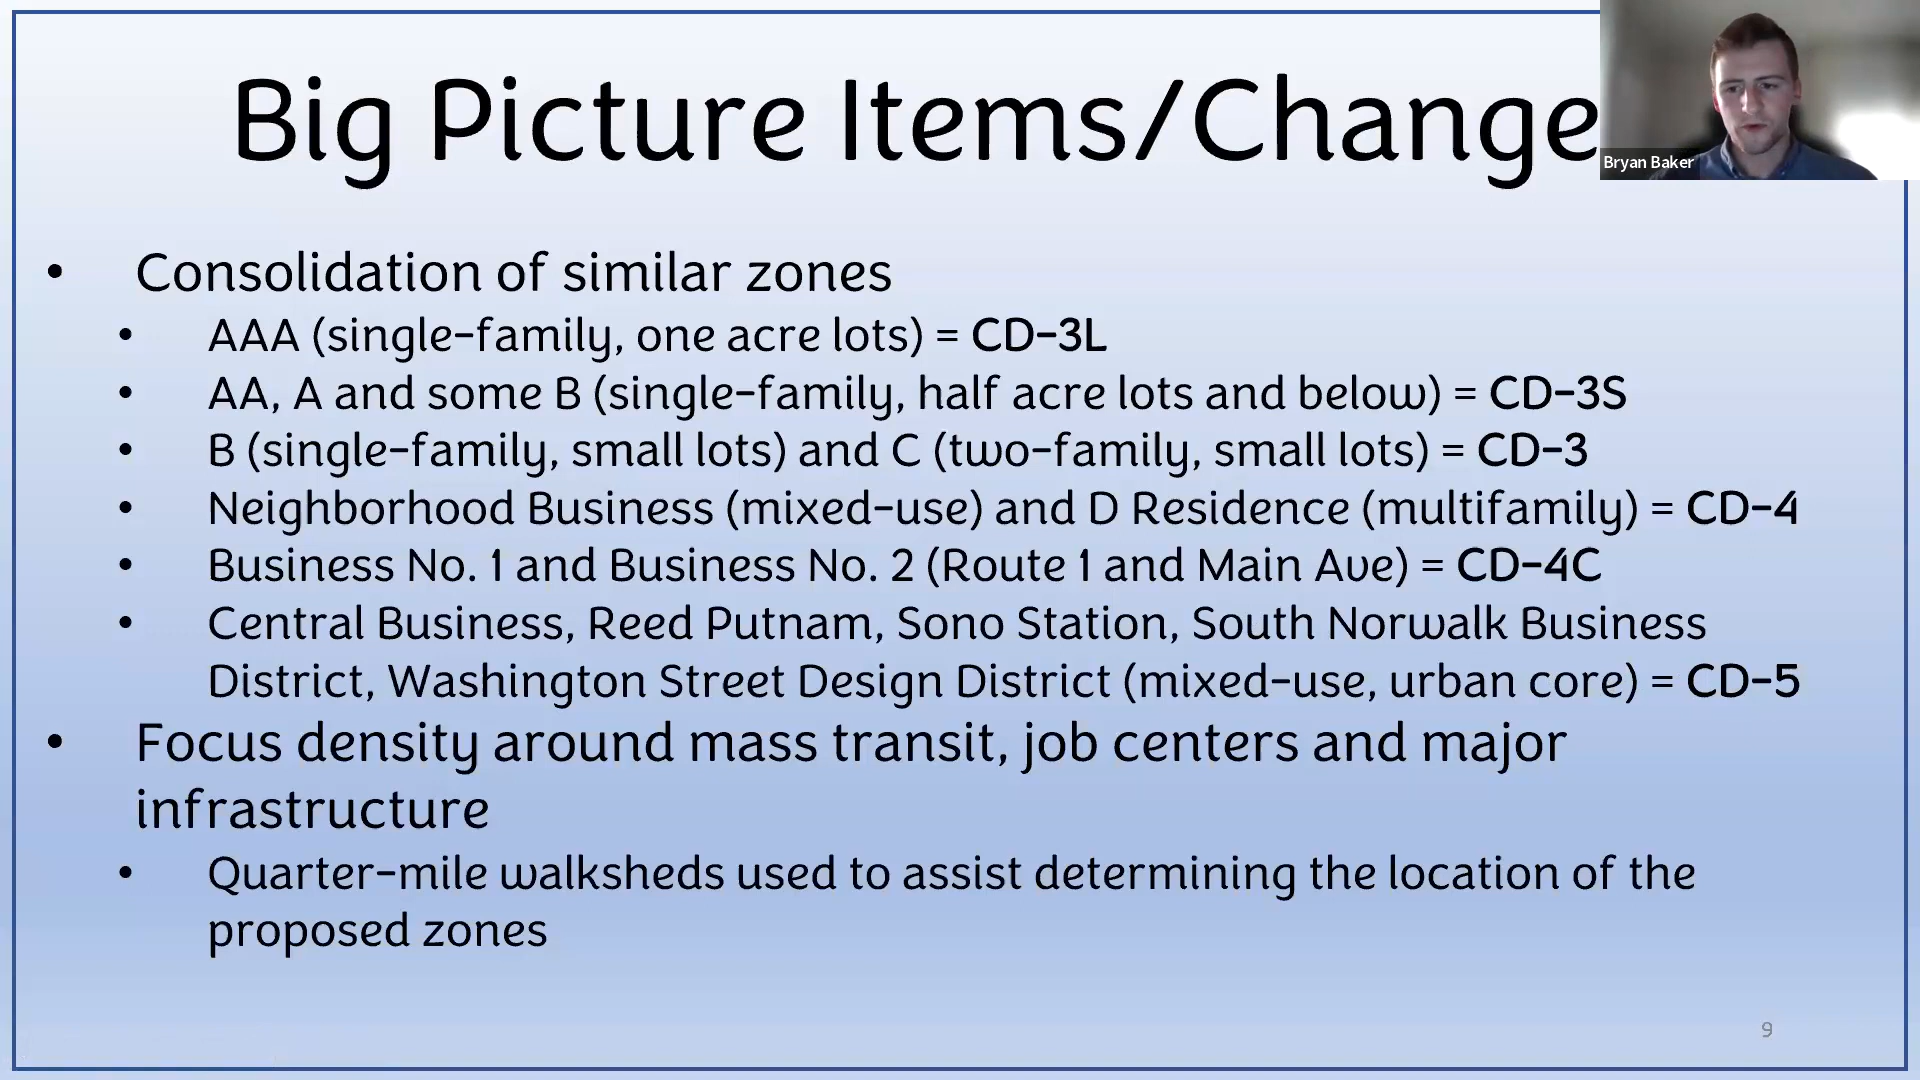 Big Picture Items/Change
Bryan Baker
• Consolidation of similar zones
• AAA (single-family, one acre lots) = CD-3L
• AA, A and some B (single-family, half acre lots and below) = CD-3S
• B (single-family, small lots) and C (two-family, small lots) = CD-3
• Neighborhood Business (mixed-use) and D Residence (multifamily) = CD-4
• Business No. 1 and Business No. 2 (Route 1 and Main Ave) = CD-4C
• Central Business, Reed Putnam, Sono Station, South Norwalk Business
District, Washington Street Design District (mixed-use, urban core) = CD-5
• Focus density around mass transit, job centers and major
infrastructure
• Quarter-mile walksheds used to assist determining the location of the
proposed zones
9